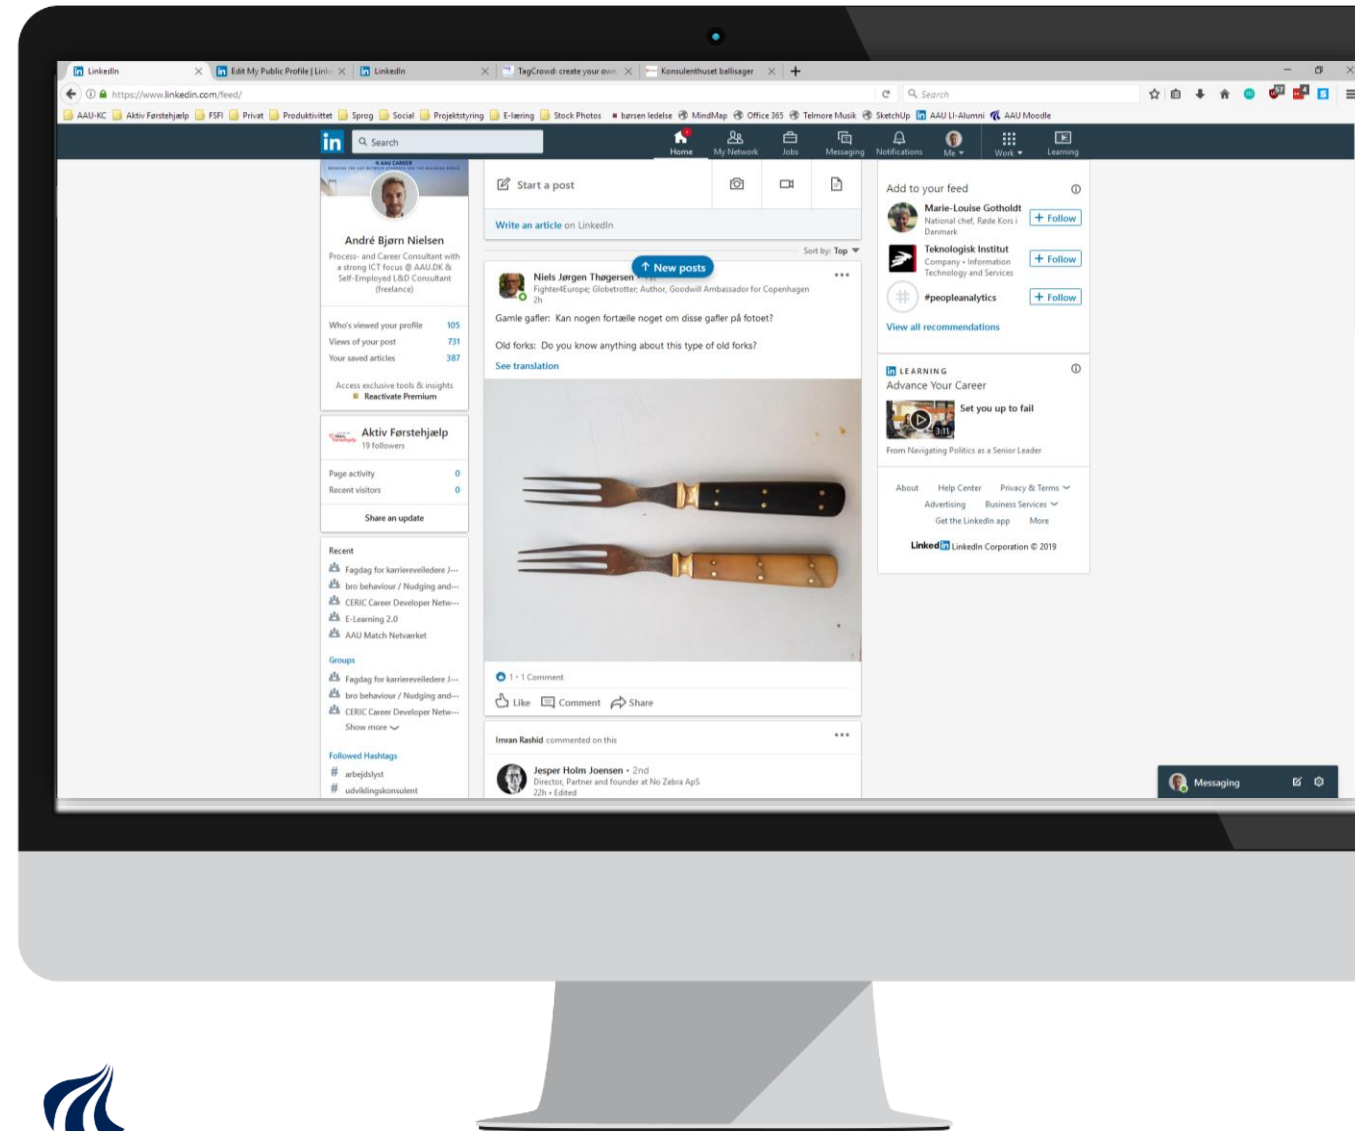 LinkedIn
Edit My Public Profile | Link
LinkedIn
TagCrowd: create your own
Konsulenthuset ballisager
https://www.linkedin.com/feed/
Search
AAU-KC
Aktiv Førstehjælp
FSFI
Privat
Produktivittet
Sprog
Social
Projektstyring
E-læring
Stock Photos
børsen ledelse
MindMap
Office 365
Telmore Musik
SketchUp
AAU LI-Alumni
AAU Moodle
in
Search
Home
My Network
Jobs
Messaging
Notifications
Me
Work
Learning
AAU CAREER
André Bjørn Nielsen
Process- and Career Consultant with
a strong ICT focus @ AAU.DK &
Self-Employed L&D Consultant
(freelance)
Who's viewed your profile 105
Views of your post 731
Your saved articles 387
Access exclusive tools & insights
Reactivate Premium
Aktiv Førstehjælp
19 followers
Page activity 0
Recent visitors 0
Share an update
Recent
Fagdag for karrierevejledere J...
bro behaviour / Nudging and...
CERIC Career Developer Netw...
E-Learning 2.0
AAU Match Netværket
Groups
Fagdag for karrierevejledere J...
bro behaviour / Nudging and...
CERIC Career Developer Netw...
Show more
Followed Hashtags
# arbejdslyst
# udviklingskonsulent
Start a post
Write an article on LinkedIn
Sort by: Top
↑ New posts
Niels Jørgen Thøgersen
Fighter4Europe; Globetrotter; Author, Goodwill Ambassador for Copenhagen
2h
Gamle gafler: Kan nogen fortælle noget om disse gafler på fotoet?
Old forks: Do you know anything about this type of old forks?
See translation
1 • 1 Comment
Like
Comment
Share
Imran Rashid commented on this
Jesper Holm Joensen • 2nd
Director, Partner and founder at No Zebra ApS
22h • Edited
Add to your feed
Marie-Louise Gotholdt
National chef, Røde Kors i
Danmark
+ Follow
Teknologisk Institut
Company • Information
Technology and Services
+ Follow
#
#peopleanalytics
+ Follow
View all recommendations
in LEARNING
Advance Your Career
3:11
Set you up to fail
From Navigating Politics as a Senior Leader
About
Help Center
Privacy & Terms
Advertising
Business Services
Get the LinkedIn app
More
LinkedIn LinkedIn Corporation © 2019
Messaging